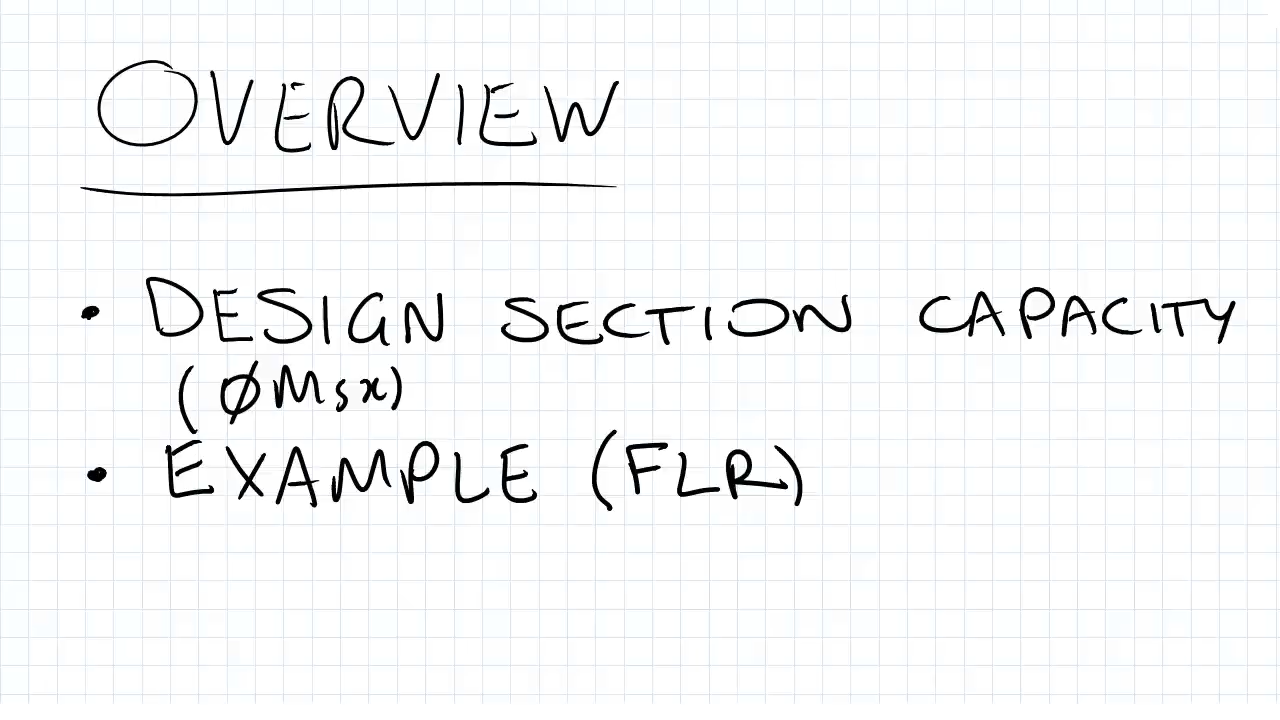 OVERVIEW
• DESIGN SECTION CAPACITY
(ØMsx)
• EXAMPLE (FLR)